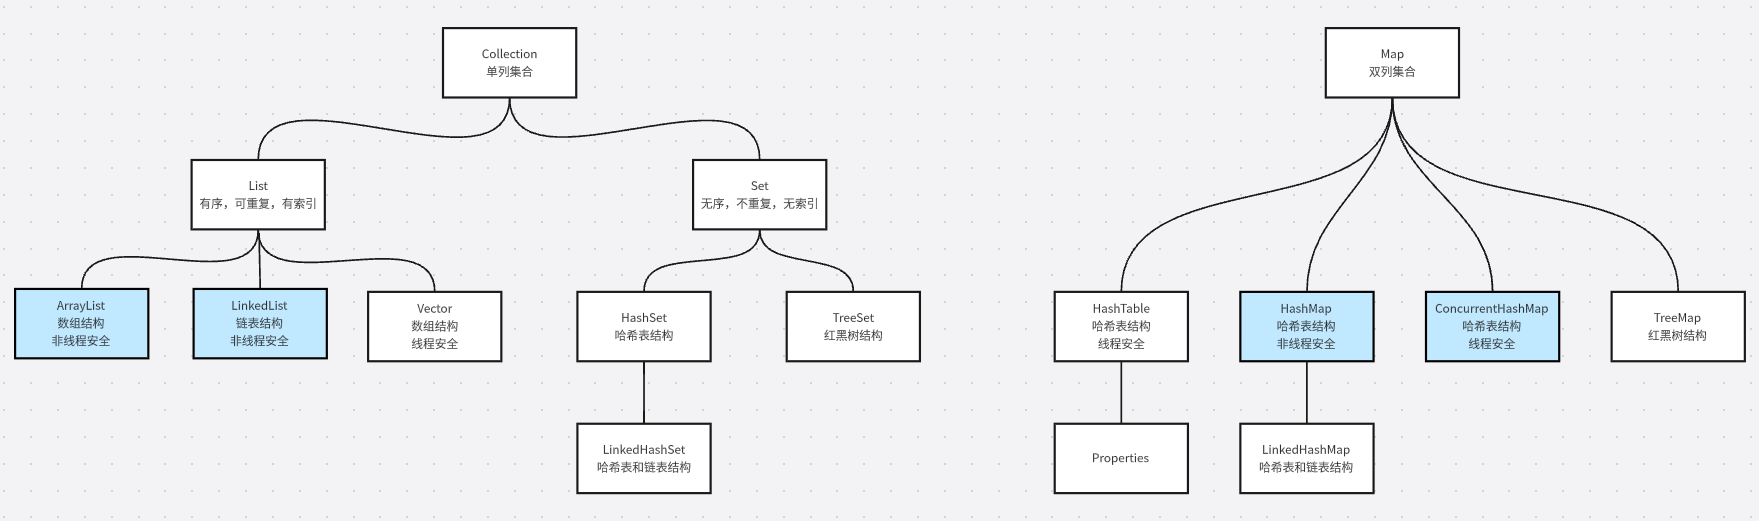 Collection
单列集合
Map
双列集合
List
有序，可重复，有索引
Set
无序，不重复，无索引
ArrayList
数组结构
非线程安全
LinkedList
链表结构
非线程安全
Vector
数组结构
线程安全
HashSet
哈希表结构
TreeSet
红黑树结构
HashTable
哈希表结构
线程安全
HashMap
哈希表结构
非线程安全
ConcurrentHashMap
哈希表结构
线程安全
TreeMap
红黑树结构
LinkedHashSet
哈希表和链表结构
Properties
LinkedHashMap
哈希表和链表结构